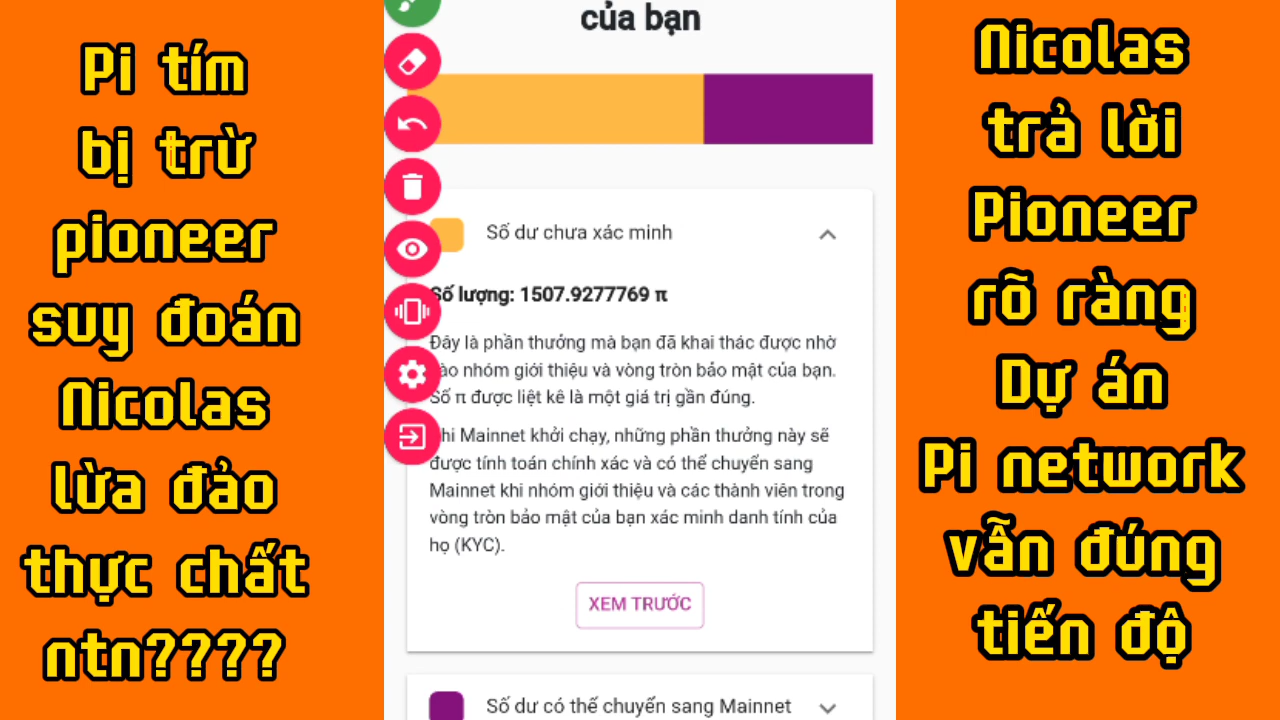 Pi tím
bị trừ
pioneer
suy đoán
Nicolas
lừa đảo
thực chất
ntn????
của bạn
Số dư chưa xác minh
Số lượng: 1507.9277769 π
Đây là phần thưởng mà bạn đã khai thác được nhờ
nhóm giới thiệu và vòng tròn bảo mật của bạn.
Số π được liệt kê là một giá trị gần đúng.
Mainnet khởi chạy, những phần thưởng này sẽ
được tính toán chính xác và có thể chuyển sang
Mainnet khi nhóm giới thiệu và các thành viên trong
vòng tròn bảo mật của bạn xác minh danh tính của
họ (KYC).
XEM TRƯỚC
Số dư có thể chuyển sang Mainnet
Nicolas
trả lời
Pioneer
rõ ràng
Dự án
Pi network
vẫn đúng
tiến độ